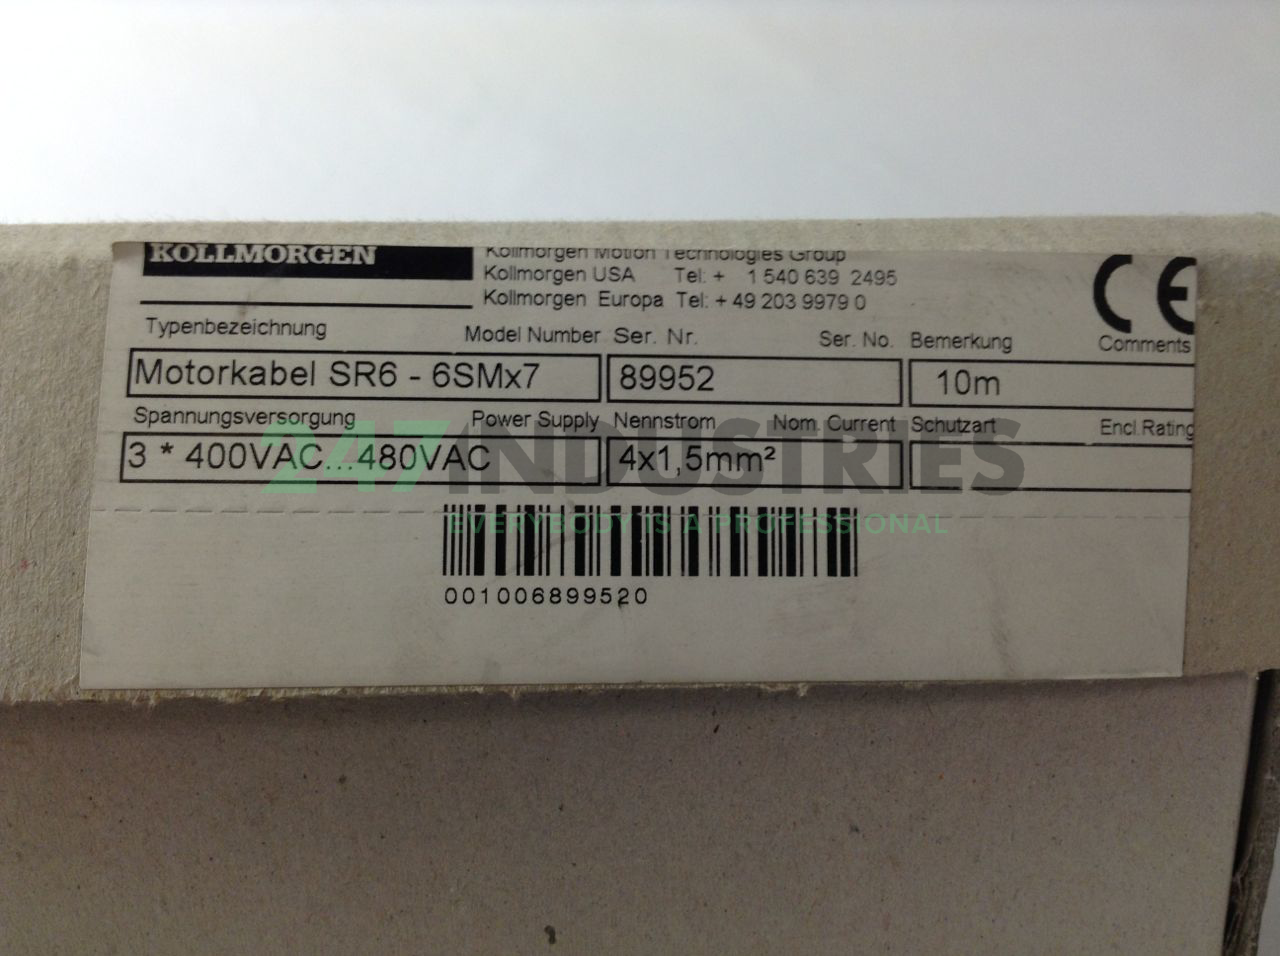 KOLLMORGEN
Kollmorgen Motion Technologies Group
Kollmorgen USA Tel: + 1 540 639 2495
Kollmorgen Europa Tel: + 49 203 9979 0
CE
Typenbezeichnung Model Number Ser. Nr. Ser. No. Bemerkung Comments
Motorkabel SR6 - 6SMx7 89952 10m
Spannungsversorgung Power Supply Nennstrom Nom. Current Schutzart Encl.Rating
3 * 400VAC...480VAC 4x1,5mm²
247INDUSTRIES
EVERYBODY IS A PROFESSIONAL
001006899520